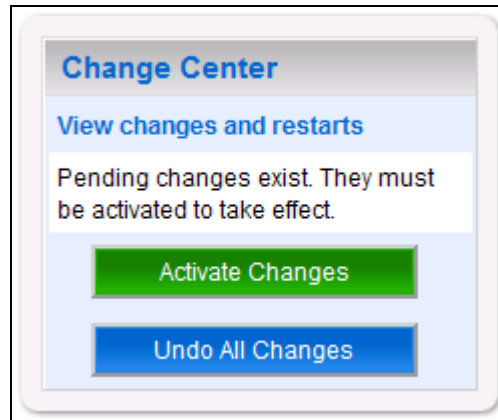 Change Center
View changes and restarts
Pending changes exist. They must
be activated to take effect.
Activate Changes
Undo All Changes